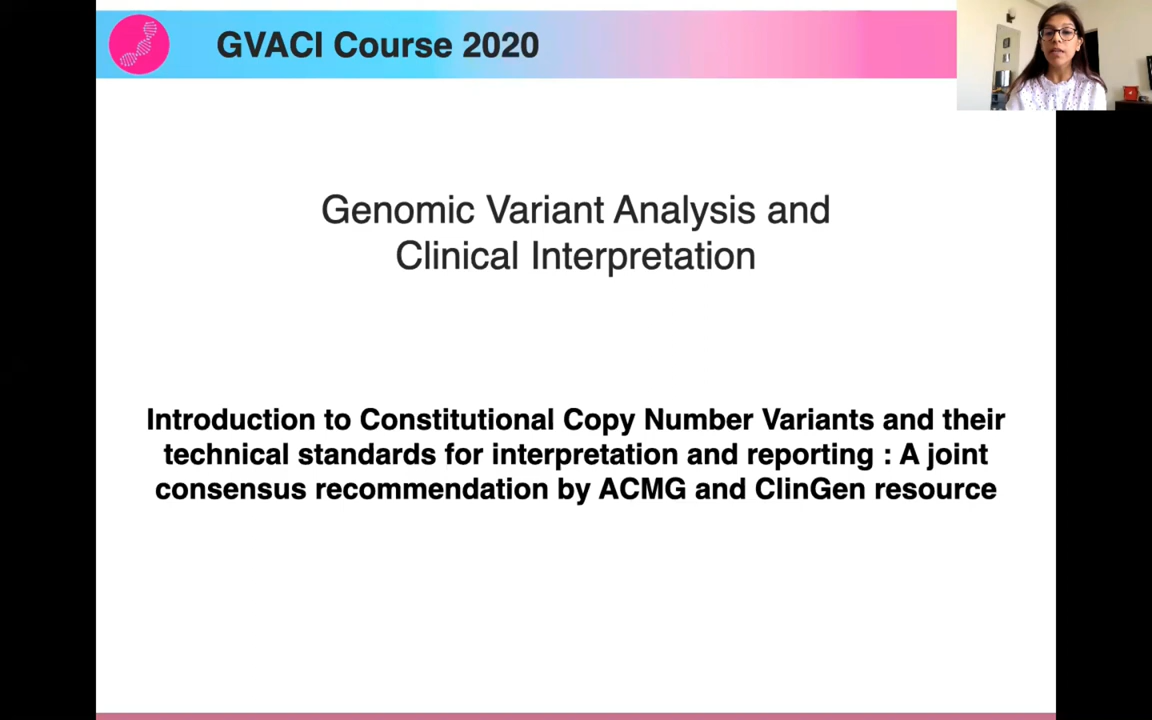 GVACI Course 2020
Genomic Variant Analysis and
Clinical Interpretation
Introduction to Constitutional Copy Number Variants and their
technical standards for interpretation and reporting : A joint
consensus recommendation by ACMG and ClinGen resource